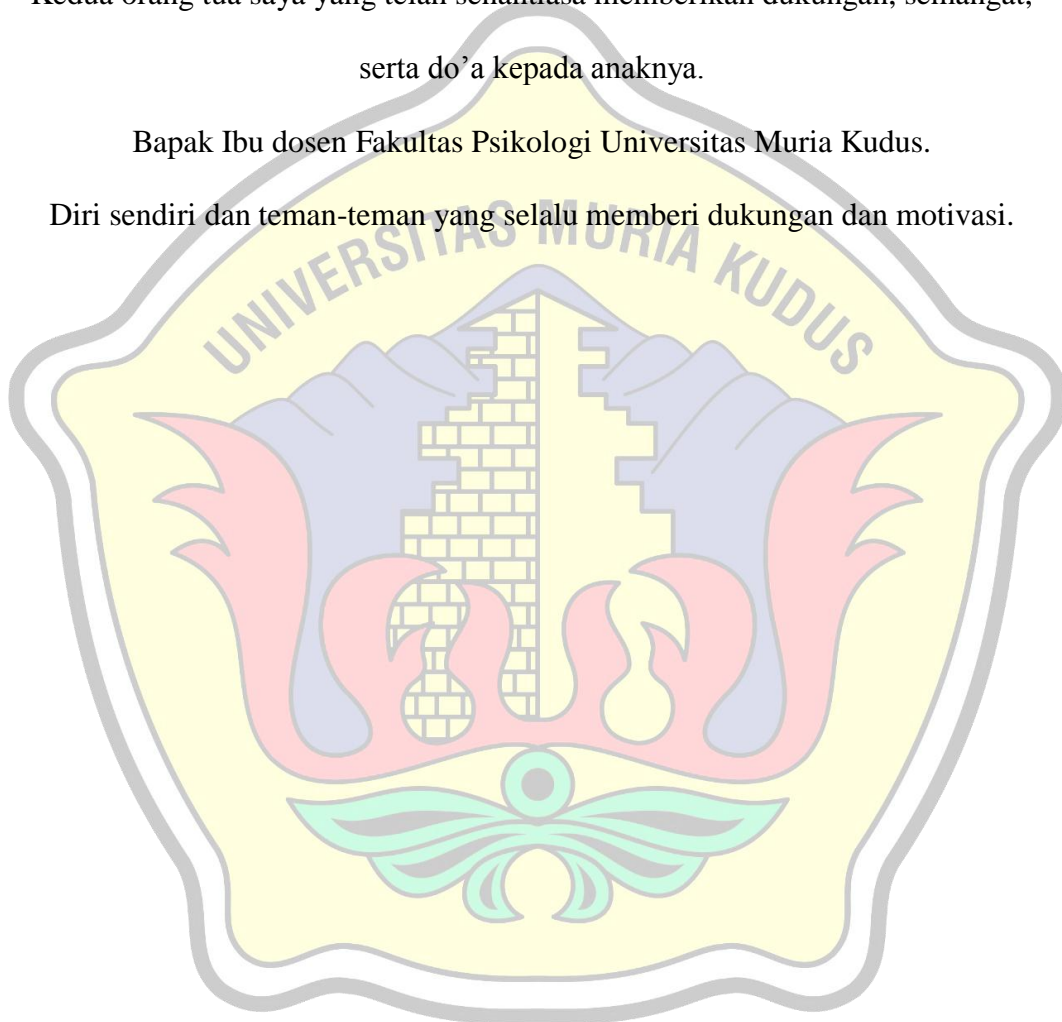 Kedua orang tua saya yang telah senantiasa memberikan dukungan, semangat,
serta do’a kepada anaknya.
Bapak Ibu dosen Fakultas Psikologi Universitas Muria Kudus.
Diri sendiri dan teman-teman yang selalu memberi dukungan dan motivasi.
UNIVERSITAS MURIA KUDUS